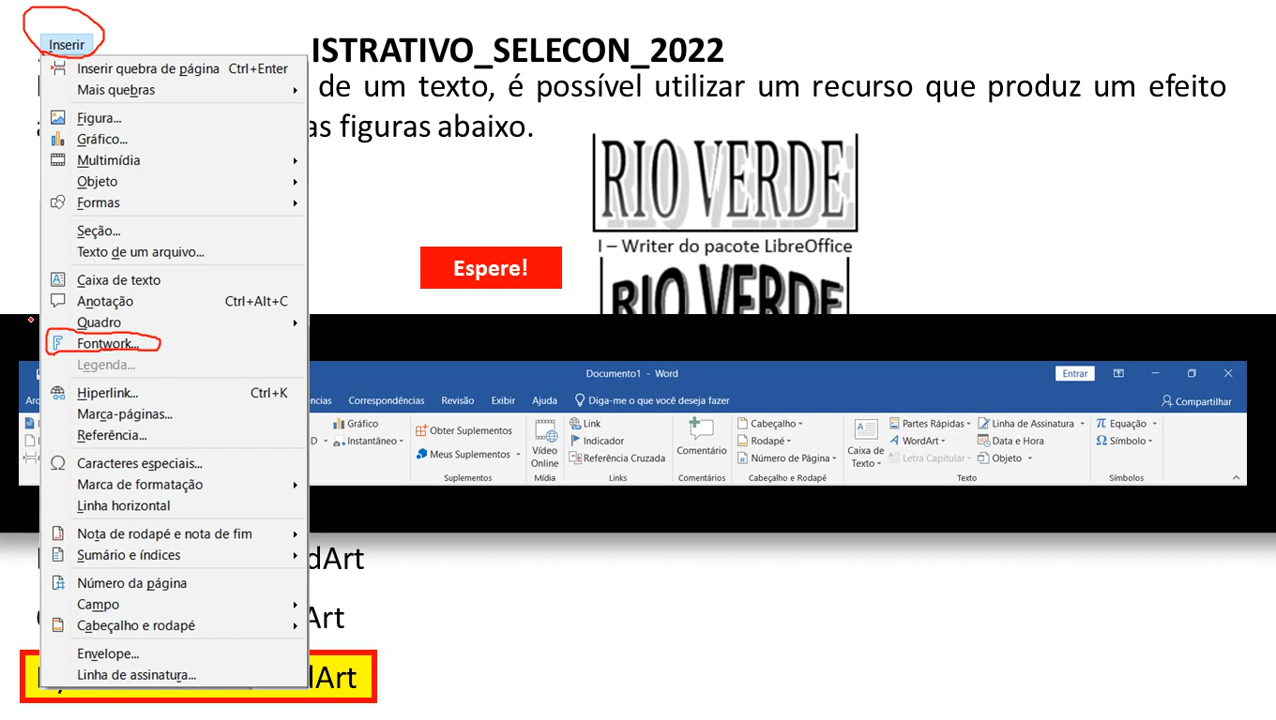 Inserir
ISTRATIVO_SELECON_2022
de um texto, é possível utilizar um recurso que produz um efeito
as figuras abaixo.
Inserir quebra de página Ctrl+Enter
Mais quebras
Figura...
Gráfico...
Multimídia
Objeto
Formas
Seção...
Texto de um arquivo...
Caixa de texto
Anotação Ctrl+Alt+C
Quadro
Fontwork...
Legenda...
Hiperlink... Ctrl+K
Marca-páginas...
Referência...
Caracteres especiais...
Marca de formatação
Linha horizontal
Nota de rodapé e nota de fim
Sumário e índices
Número da página
Campo
Cabeçalho e rodapé
Envelope...
Linha de assinatura...
RIO VERDE
I – Writer do pacote LibreOffice
RIO VERDE
Espere!
Documento1 - Word
Entrar
Correspondências Revisão Exibir Ajuda Diga-me o que você deseja fazer
Compartilhar
Gráfico
Instantâneo
Obter Suplementos
Meus Suplementos
Suplementos
Vídeo
Online
Mídia
Link
Indicador
Referência Cruzada
Links
Comentário
Comentários
Cabeçalho
Rodapé
Número de Página
Cabeçalho e Rodapé
Caixa de
Texto
Partes Rápidas
WordArt
Letra Capitular
Linha de Assinatura
Data e Hora
Objeto
Texto
Equação
Símbolo
Símbolos
dArt
Art
dArt